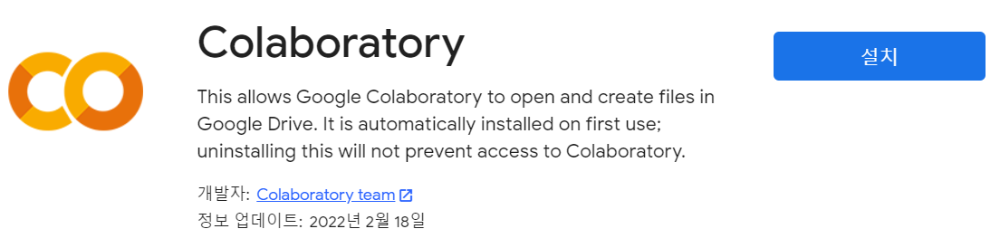 Colaboratory
설치
This allows Google Colaboratory to open and create files in
Google Drive. It is automatically installed on first use;
uninstalling this will not prevent access to Colaboratory.
개발자: Colaboratory team
정보 업데이트: 2022년 2월 18일